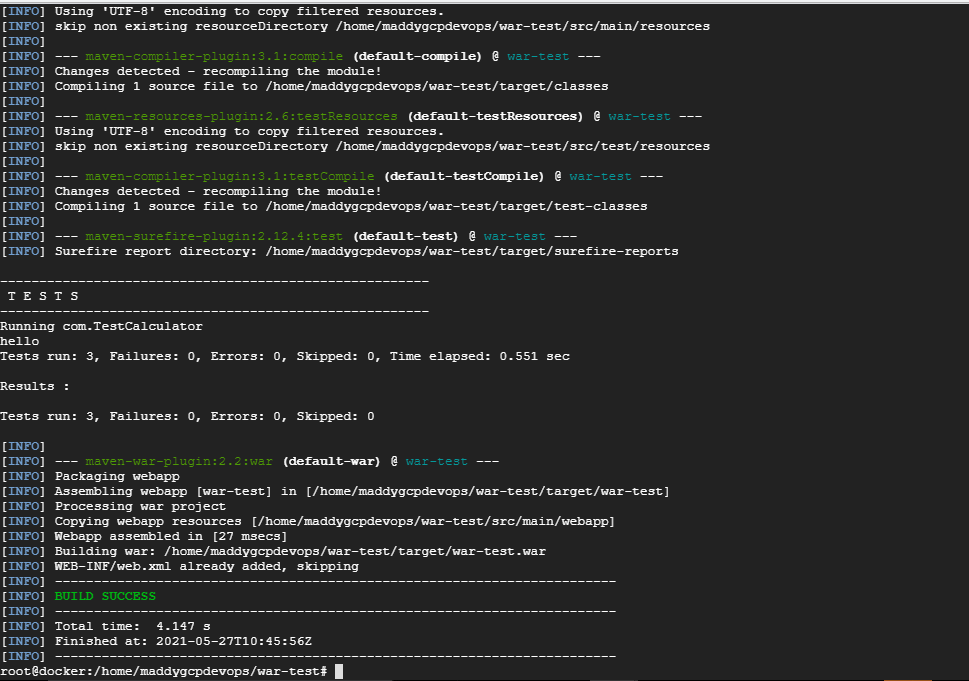 [INFO] Using 'UTF-8' encoding to copy filtered resources.
[INFO] skip non existing resourceDirectory /home/maddygcpdevops/war-test/src/main/resources
[INFO]
[INFO] --- maven-compiler-plugin:3.1:compile (default-compile) @ war-test ---
[INFO] Changes detected - recompiling the module!
[INFO] Compiling 1 source file to /home/maddygcpdevops/war-test/target/classes
[INFO]
[INFO] --- maven-resources-plugin:2.6:testResources (default-testResources) @ war-test ---
[INFO] Using 'UTF-8' encoding to copy filtered resources.
[INFO] skip non existing resourceDirectory /home/maddygcpdevops/war-test/src/test/resources
[INFO]
[INFO] --- maven-compiler-plugin:3.1:testCompile (default-testCompile) @ war-test ---
[INFO] Changes detected - recompiling the module!
[INFO] Compiling 1 source file to /home/maddygcpdevops/war-test/target/test-classes
[INFO]
[INFO] --- maven-surefire-plugin:2.12.4:test (default-test) @ war-test ---
[INFO] Surefire report directory: /home/maddygcpdevops/war-test/target/surefire-reports
-------------------------------------------------------
T E S T S
-------------------------------------------------------
Running com.TestCalculator
hello
Tests run: 3, Failures: 0, Errors: 0, Skipped: 0, Time elapsed: 0.551 sec
Results :
Tests run: 3, Failures: 0, Errors: 0, Skipped: 0
[INFO]
[INFO] --- maven-war-plugin:2.2:war (default-war) @ war-test ---
[INFO] Packaging webapp
[INFO] Assembling webapp [war-test] in [/home/maddygcpdevops/war-test/target/war-test]
[INFO] Processing war project
[INFO] Copying webapp resources [/home/maddygcpdevops/war-test/src/main/webapp]
[INFO] Webapp assembled in [27 msecs]
[INFO] Building war: /home/maddygcpdevops/war-test/target/war-test.war
[INFO] WEB-INF/web.xml already added, skipping
[INFO] ------------------------------------------------------------------------
[INFO] BUILD SUCCESS
[INFO] ------------------------------------------------------------------------
[INFO] Total time:  4.147 s
[INFO] Finished at: 2021-05-27T10:45:56Z
[INFO] ------------------------------------------------------------------------
root@docker:/home/maddygcpdevops/war-test#